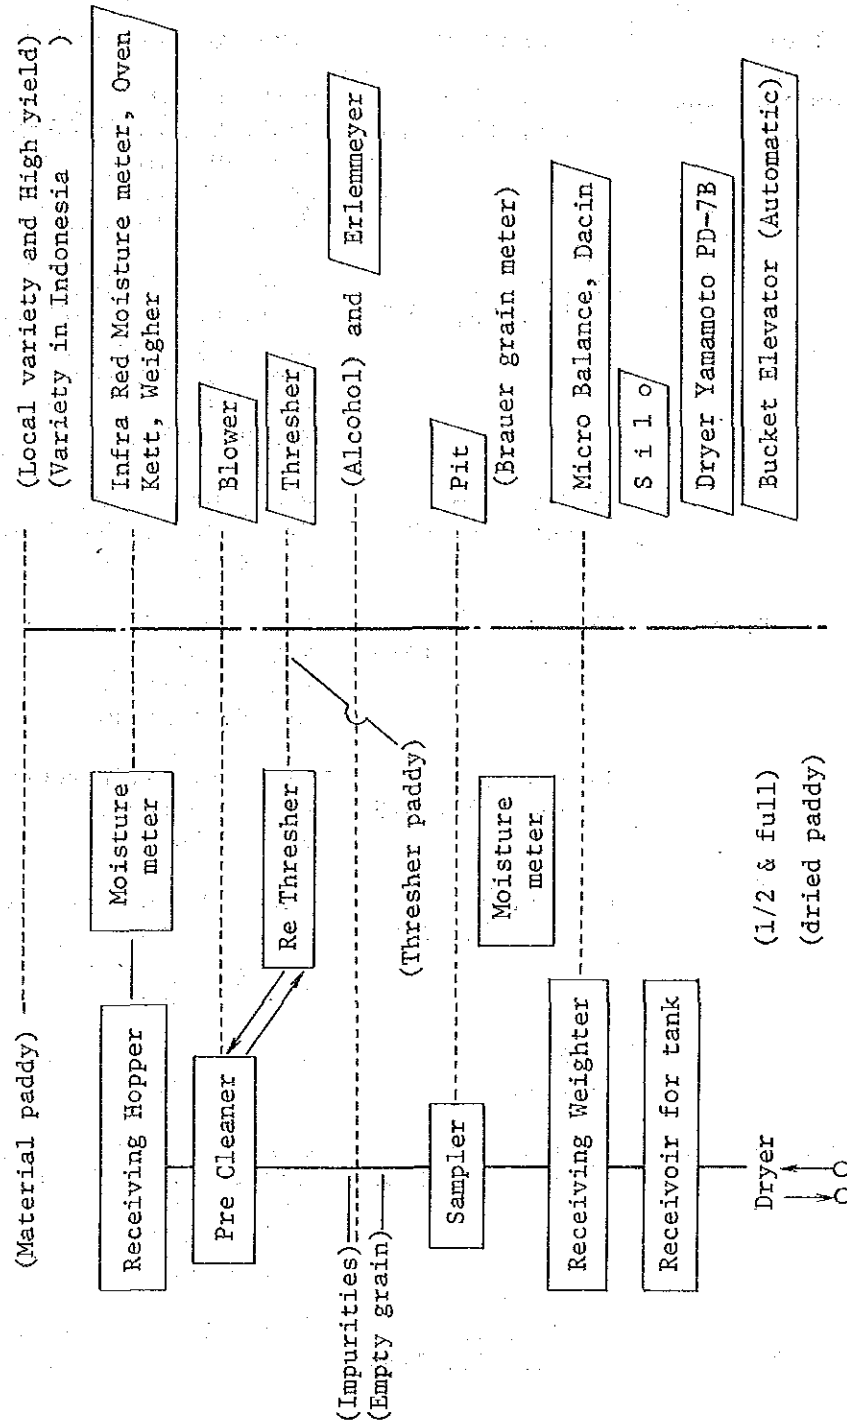 (Material paddy)
(Local variety and High yield)
(Variety in Indonesia )
Receiving Hopper
Moisture
meter
Infra Red Moisture meter, Oven
Kett, Weigher
Pre Cleaner
Blower
Re Thresher
Thresher
(Impurities)
(Empty grain)
(Alcohol) and
Erlemmeyer
(Thresher paddy)
Sampler
Pit
Moisture
meter
(Brauer grain meter)
Receiving Weighter
Micro Balance, Dacin
Receivoir for tank
S i l o
Dryer
(1/2 & full)
(dried paddy)
Dryer Yamamoto PD-7B
Bucket Elevator (Automatic)